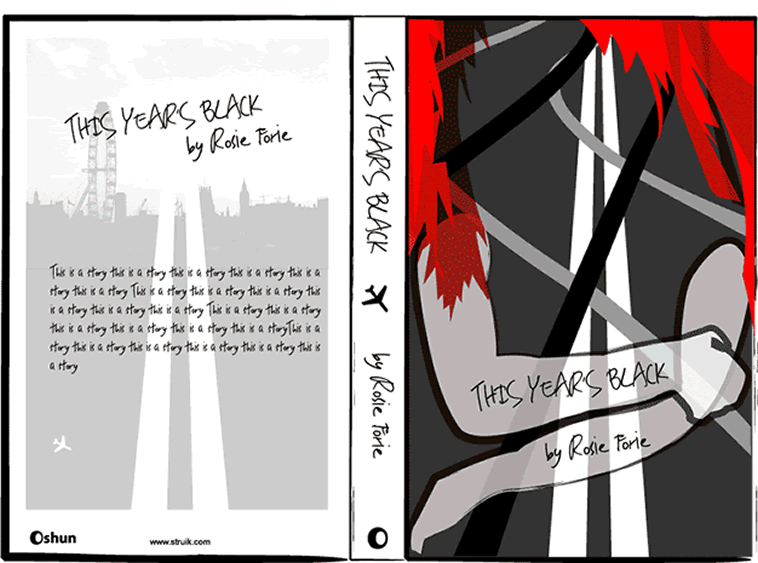 THIS YEAR'S BLACK
by Rosie Forie
This is a story this is a story this is a story this is a story this is a
story this is a story This is a story this is a story this is a story this
is a story this is a story this is a story This is a story this is a story
this is a story this is a story this is a story this is a storyThis is a
story this is a story this is a story this is a story this is a story this is
a story
Oshun
www.struik.com
THIS YEAR'S BLACK
by Rosie Forie
THIS YEAR'S BLACK
by Rosie Forie